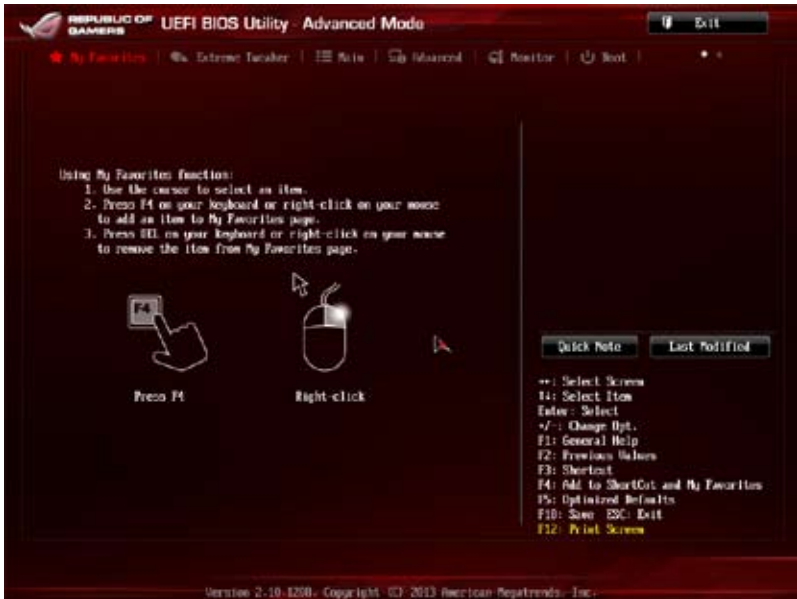 REPUBLIC OF GAMERS UEFI BIOS Utility - Advanced Mode
Exit
My Favorites Extreme Tweaker Main Advanced Monitor Boot
Using My Favorites function:
1. Use the cursor to select an item.
2. Press F4 on your keyboard or right-click on your mouse
to add an item to My Favorites page.
3. Press DEL on your keyboard or right-click on your mouse
to remove the item from My Favorites page.
F4
Press F4
Right-click
Quick Note
Last Modified
→←: Select Screen
↑↓: Select Item
Enter: Select
+/-: Change Opt.
F1: General Help
F2: Previous Values
F3: Shortcut
F4: Add to ShortCut and My Favorites
F5: Optimized Defaults
F10: Save ESC: Exit
F12: Print Screen
Version 2.10.1208. Copyright (C) 2013 American Megatrends, Inc.